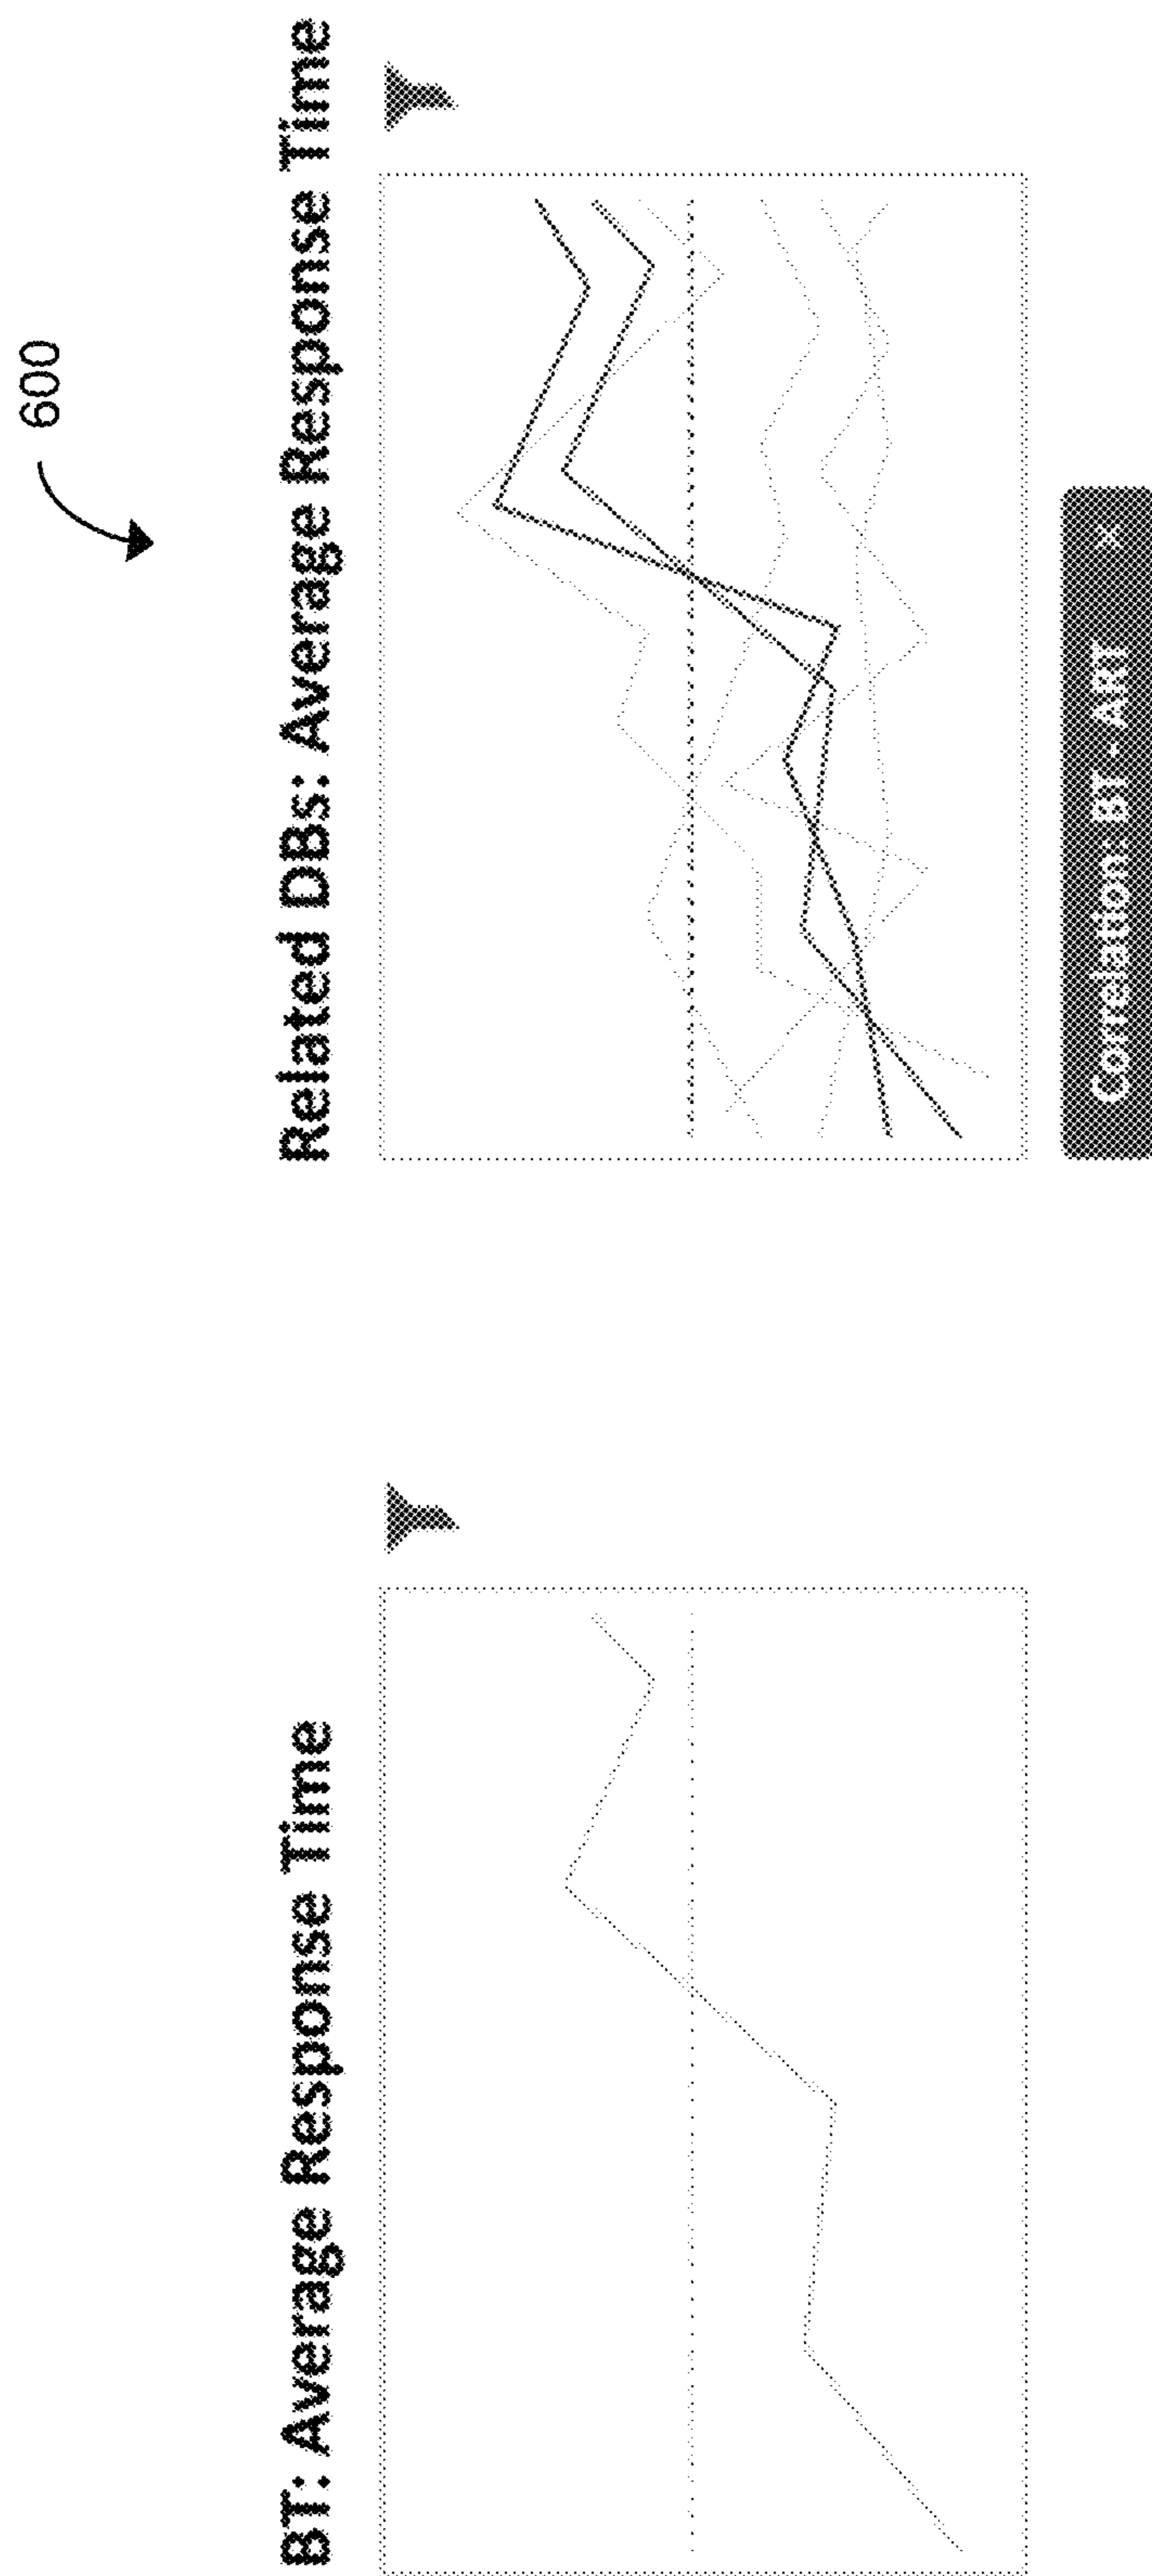 600
BT: Average Response Time
Related DBs: Average Response Time
Correlation: BT - ART ×